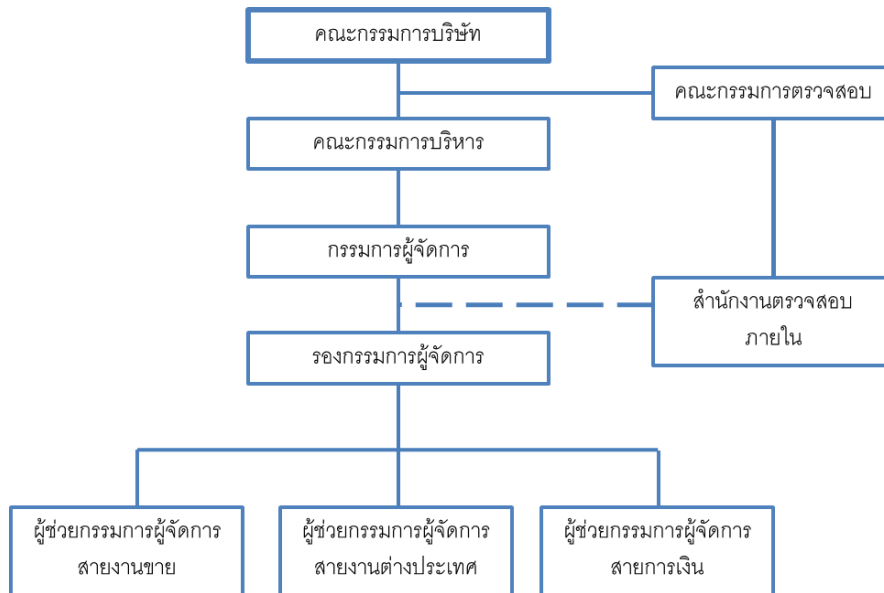 คณะกรรมการบริษัท
คณะกรรมการตรวจสอบ
คณะกรรมการบริหาร
กรรมการผู้จัดการ
สำนักงานตรวจสอบ
ภายใน
รองกรรมการผู้จัดการ
ผู้ช่วยกรรมการผู้จัดการ
สายงานขาย
ผู้ช่วยกรรมการผู้จัดการ
สายงานต่างประเทศ
ผู้ช่วยกรรมการผู้จัดการ
สายการเงิน